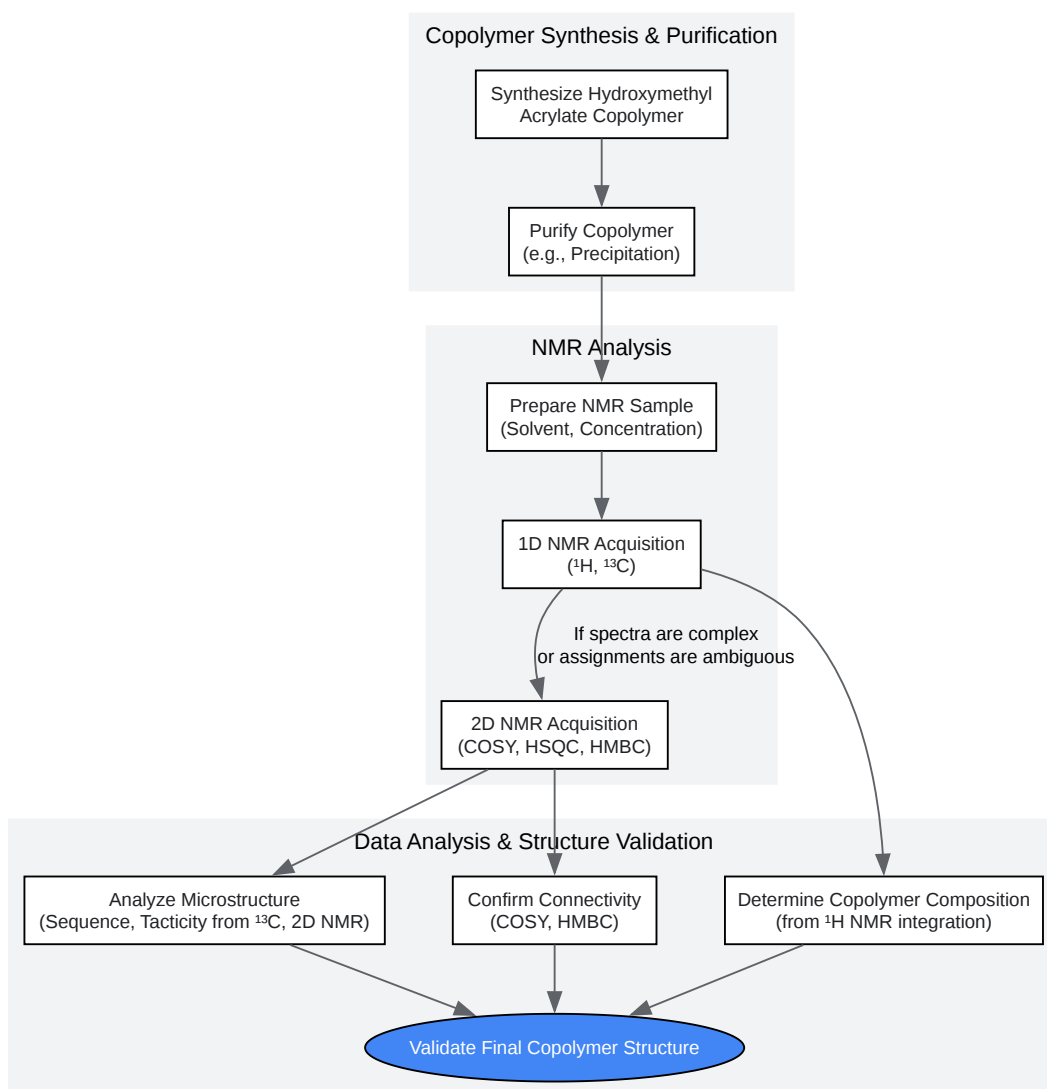 Copolymer Synthesis & Purification
Synthesize Hydroxymethyl
Acrylate Copolymer
Purify Copolymer
(e.g., Precipitation)
NMR Analysis
Prepare NMR Sample
(Solvent, Concentration)
1D NMR Acquisition
(¹H, ¹³C)
If spectra are complex
or assignments are ambiguous
2D NMR Acquisition
(COSY, HSQC, HMBC)
Data Analysis & Structure Validation
Analyze Microstructure
(Sequence, Tacticity from ¹³C, 2D NMR)
Confirm Connectivity
(COSY, HMBC)
Determine Copolymer Composition
(from ¹H NMR integration)
Validate Final Copolymer Structure